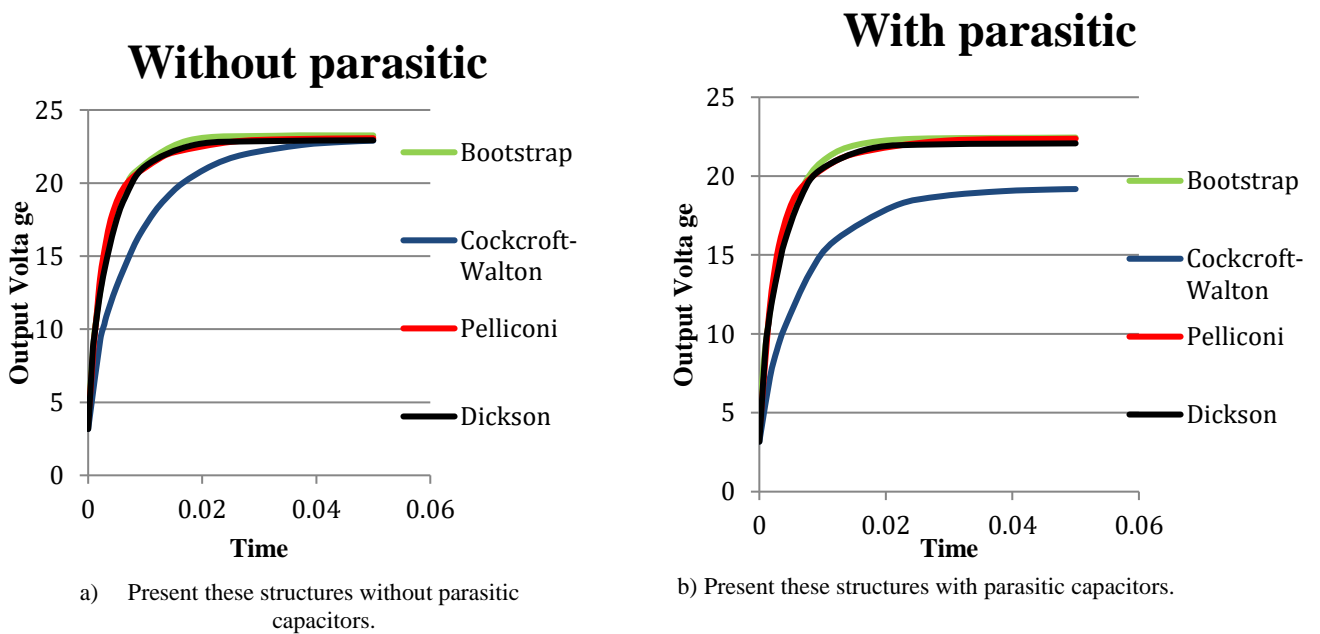 Without parasitic
25
20
15
10
5
0
Output Volta ge
0
0.02
0.04
0.06
Time
Bootstrap
Cockcroft-
Walton
Pelliconi
Dickson
a) Present these structures without parasitic
capacitors.
With parasitic
25
20
15
10
5
0
Output Volta ge
0
0.02
0.04
0.06
Time
Bootstrap
Cockcroft-
Walton
Pelliconi
Dickson
b) Present these structures with parasitic capacitors.